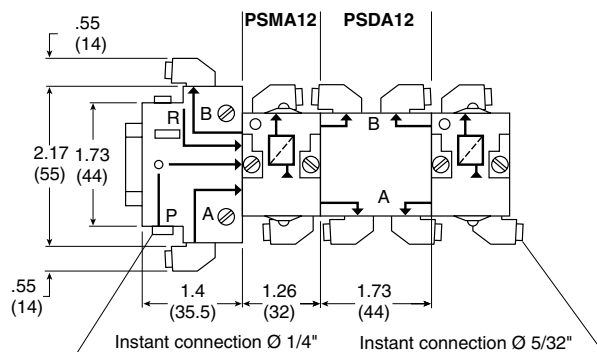 PSMA12 PSDA12
.55
(14)
R
B
B
2.17
(55)
1.73
(44)
P
A
A
.55
(14)
1.4
(35.5)
1.26
(32)
1.73
(44)
Instant connection Ø 1/4"
Instant connection Ø 5/32"